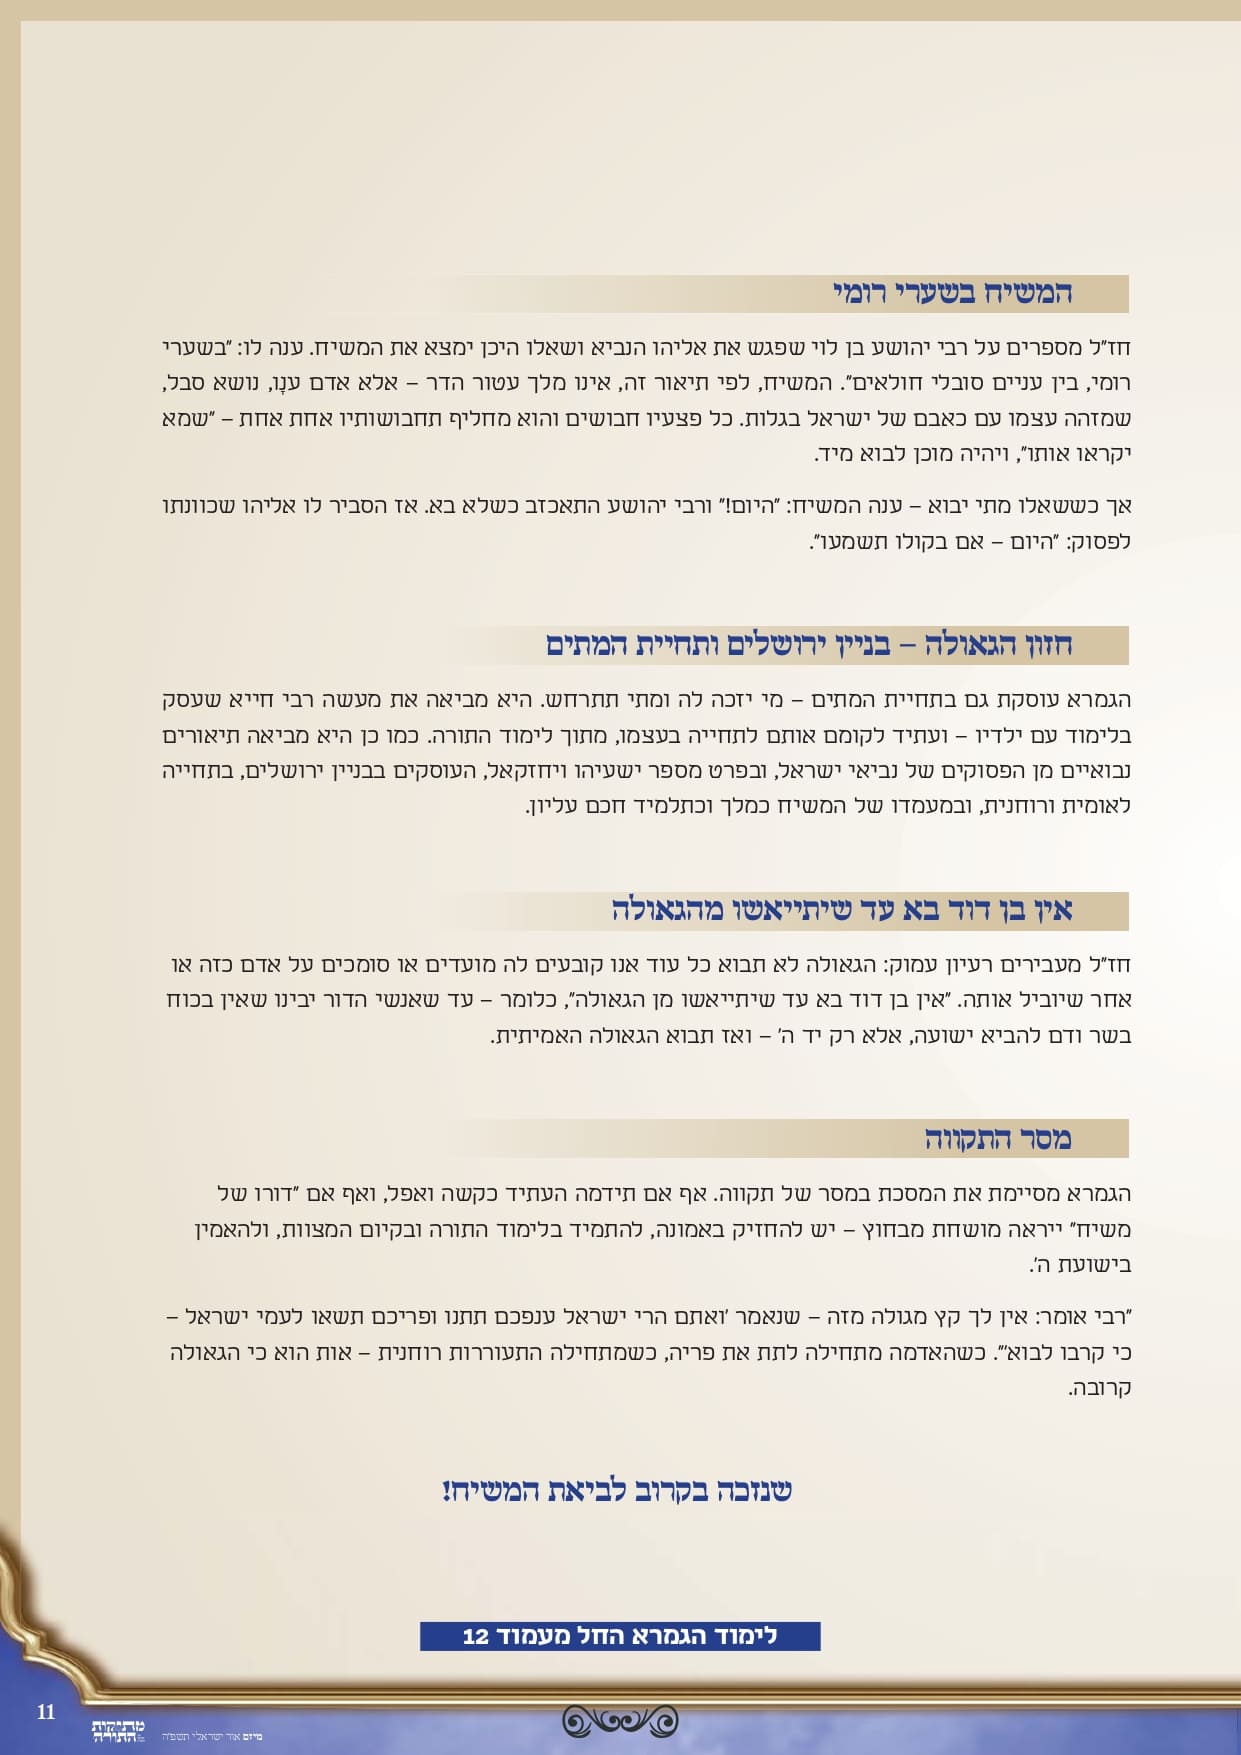 המשיח בשערי רומי
חז"ל מספרים על רבי יהושע בן לוי שפגש את אליהו הנביא ושאלו היכן ימצא את המשיח. ענה לו: "בשערי
רומי, בין עניים סובלי חולאים". המשיח, לפי תיאור זה, אינו מלך עטור הדר – אלא אדם ענָו, נושא סבל,
שמזהה עצמו עם כאבם של ישראל בגלות. כל פצעיו חבושים והוא מחליף תחבושותיו אחת אחת – "שמא
יקראו אותו", ויהיה מוכן לבוא מיד.
אך כששאלו מתי יבוא – ענה המשיח: "היום!" ורבי יהושע התאכזב כשלא בא. אז הסביר לו אליהו שכוונתו
לפסוק: "היום – אם בקולו תשמעו".
חזון הגאולה – בניין ירושלים ותחיית המתים
הגמרא עוסקת גם בתחיית המתים – מי יזכה לה ומתי תתרחש. היא מביאה את מעשה רבי חייא שעסק
בלימוד עם ילדיו – ועתיד לקומם אותם לתחייה בעצמו, מתוך לימוד התורה. כמו כן היא מביאה תיאורים
נבואיים מן הפסוקים של נביאי ישראל, ובפרט מספר ישעיהו ויחזקאל, העוסקים בבניין ירושלים, בתחייה
לאומית ורוחנית, ובמעמדו של המשיח כמלך וכתלמיד חכם עליון.
אין בן דוד בא עד שיתייאשו מהגאולה
חז"ל מעבירים רעיון עמוק: הגאולה לא תבוא כל עוד אנו קובעים לה מועדים או סומכים על אדם כזה או
אחר שיוביל אותה. "אין בן דוד בא עד שיתייאשו מן הגאולה", כלומר – עד שאנשי הדור יבינו שאין בכוח
בשר ודם להביא ישועה, אלא רק יד ה' – ואז תבוא הגאולה האמיתית.
מסר התקווה
הגמרא מסיימת את המסכת במסר של תקווה. אף אם תידמה העתיד כקשה ואפל, ואף אם "דורו של
משיח" ייראה מושחת מבחוץ – יש להחזיק באמונה, להתמיד בלימוד התורה ובקיום המצוות, ולהאמין
בישועת ה'.
"רבי אומר: אין לך קץ מגולה מזה – שנאמר 'ואתם הרי ישראל ענפכם תתנו ופריכם תשאו לעמי ישראל –
כי קרבו לבוא'". כשהאדמה מתחילה לתת את פריה, כשמתחילה התעוררות רוחנית – אות הוא כי הגאולה
קרובה.
שנזכה בקרוב לביאת המשיח!
לימוד הגמרא החל מעמוד 12
11
מתיקות
התורה
מיזם אור ישראלי תשפ"ה